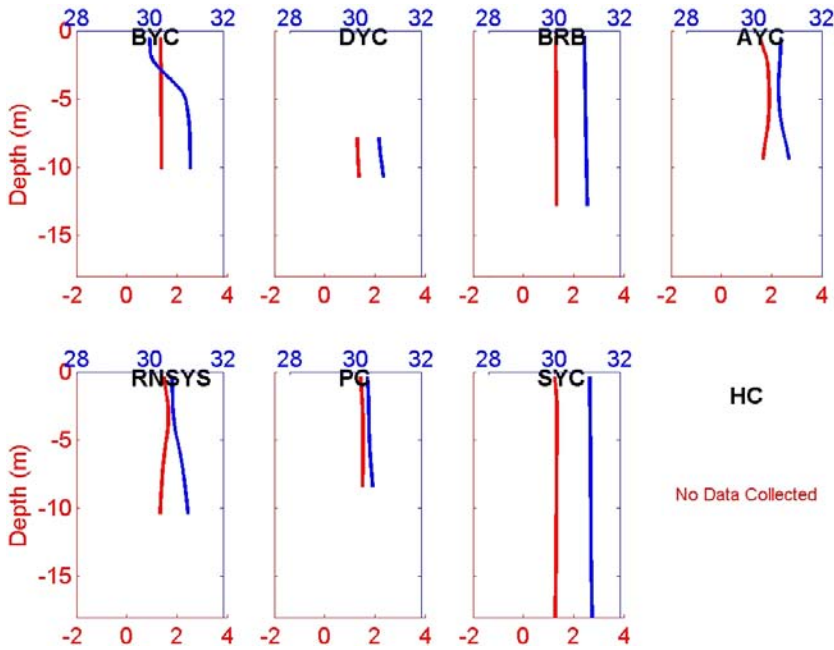 28 30 32 28 30 32 28 30 32 28 30 32
0 BYC DYC BRB AYC
-5
Depth (m)
-10
-15
-2 0 2 4 -2 0 2 4 -2 0 2 4 -2 0 2 4
28 30 32 28 30 32 28 30 32
0 RNSYS PC SYC HC
-5
Depth (m)
No Data Collected
-10
-15
-2 0 2 4 -2 0 2 4 -2 0 2 4